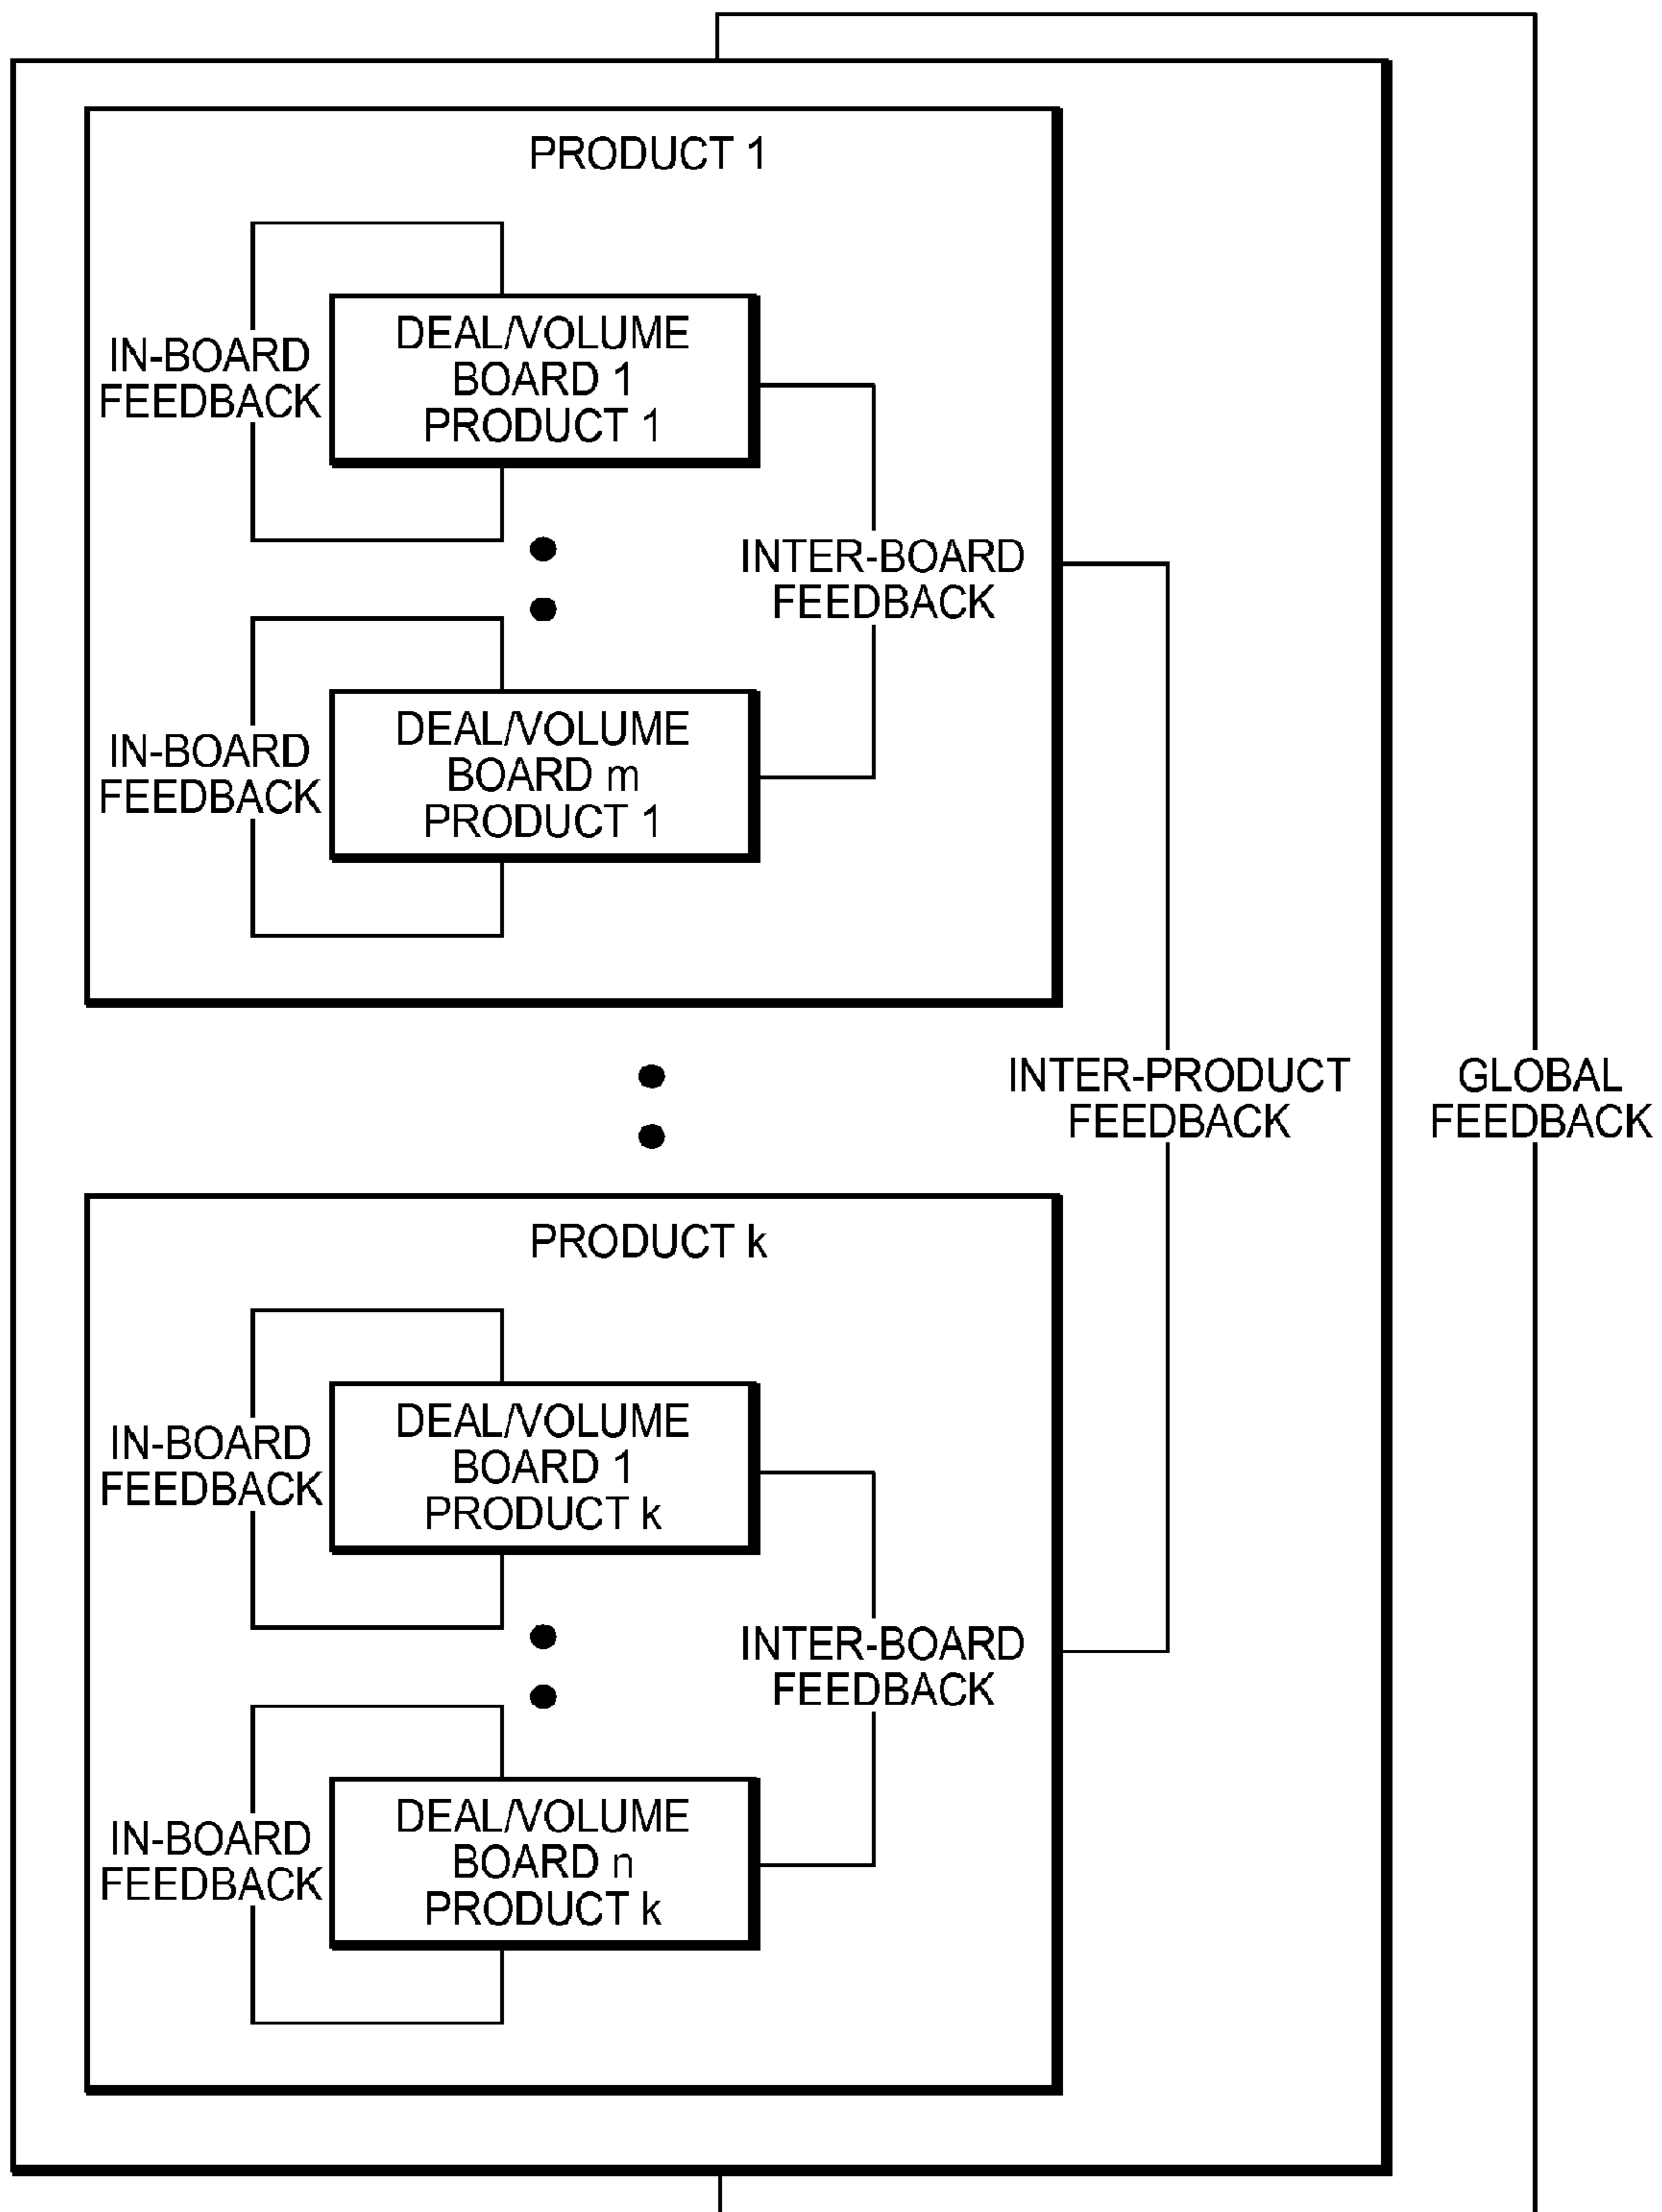 PRODUCT 1
IN-BOARD
FEEDBACK
DEAL/VOLUME
BOARD 1
PRODUCT 1
INTER-BOARD
FEEDBACK
IN-BOARD
FEEDBACK
DEAL/VOLUME
BOARD m
PRODUCT 1
INTER-PRODUCT
FEEDBACK
GLOBAL
FEEDBACK
PRODUCT k
IN-BOARD
FEEDBACK
DEAL/VOLUME
BOARD 1
PRODUCT k
INTER-BOARD
FEEDBACK
IN-BOARD
FEEDBACK
DEAL/VOLUME
BOARD n
PRODUCT k